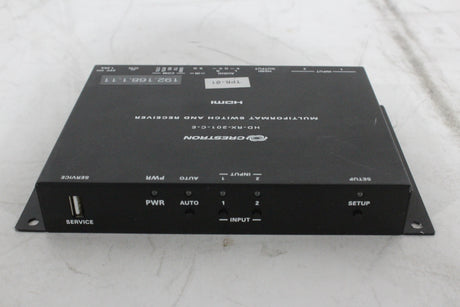 192.168.1.11
TPR-01
HDMI
MULTIFORMAT SWITCH AND RECEIVER
HD-RX-201-C-E
CRESTRON
SERVICE PWR AUTO 1 2 SETUP
INPUT
PWR AUTO 1 2 SETUP
SERVICE INPUT